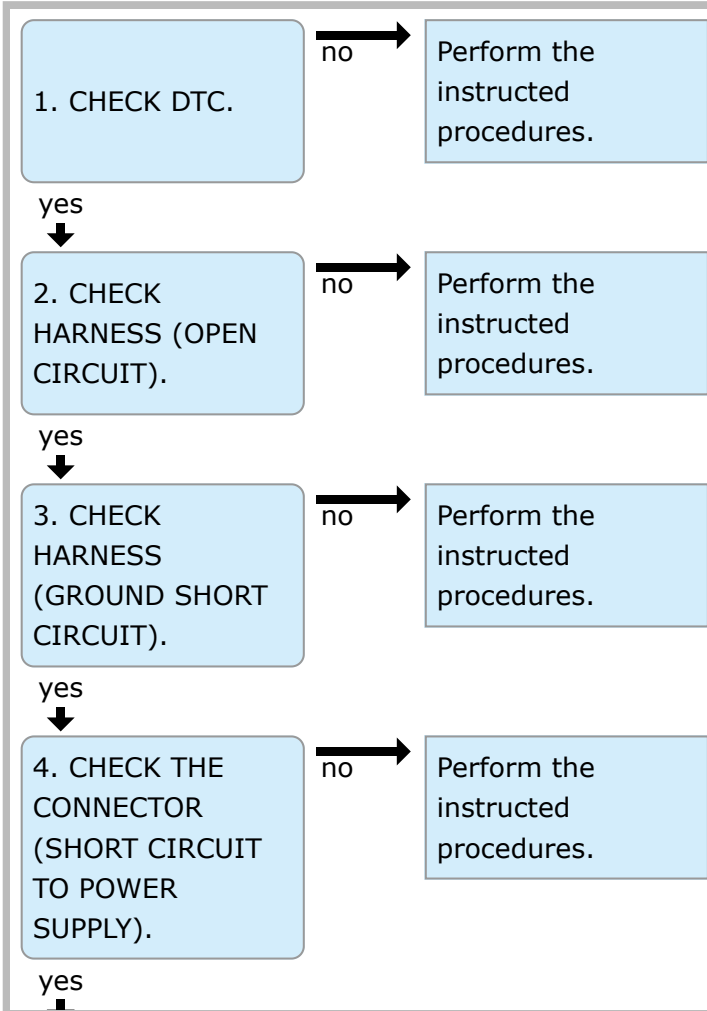 1. CHECK DTC.
no
Perform the
instructed
procedures.
yes
2. CHECK
HARNESS (OPEN
CIRCUIT).
no
Perform the
instructed
procedures.
yes
3. CHECK
HARNESS
(GROUND SHORT
CIRCUIT).
no
Perform the
instructed
procedures.
yes
4. CHECK THE
CONNECTOR
(SHORT CIRCUIT
TO POWER
SUPPLY).
no
Perform the
instructed
procedures.
yes